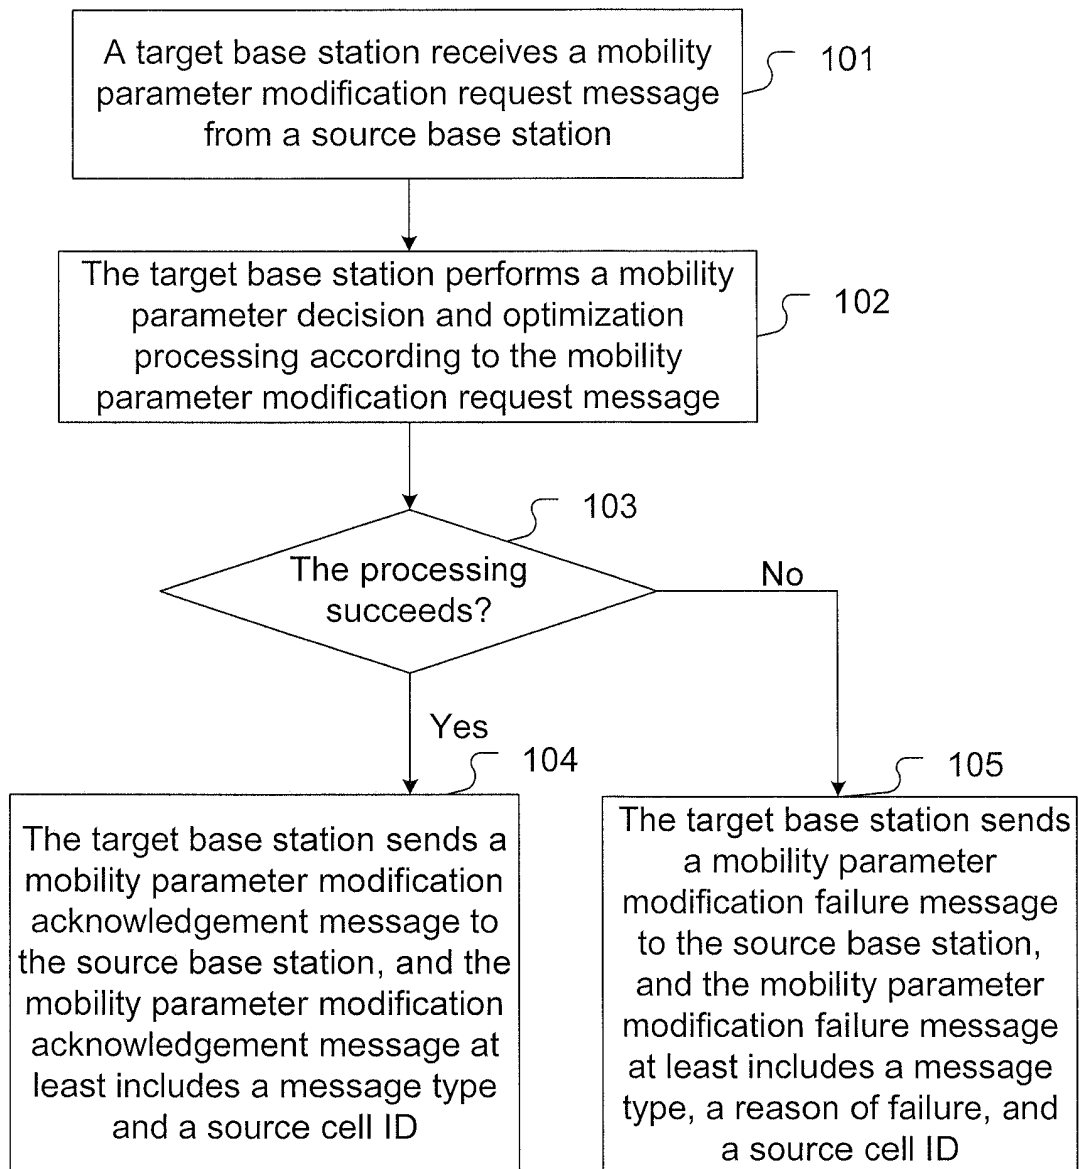 A target base station receives a mobility
parameter modification request message
from a source base station
101
The target base station performs a mobility
parameter decision and optimization
processing according to the mobility
parameter modification request message
102
103
The processing
succeeds?
No
Yes
104
105
The target base station sends a
mobility parameter modification
acknowledgement message to
the source base station, and the
mobility parameter modification
acknowledgement message at
least includes a message type
and a source cell ID
The target base station sends
a mobility parameter
modification failure message
to the source base station,
and the mobility parameter
modification failure message
at least includes a message
type, a reason of failure, and
a source cell ID